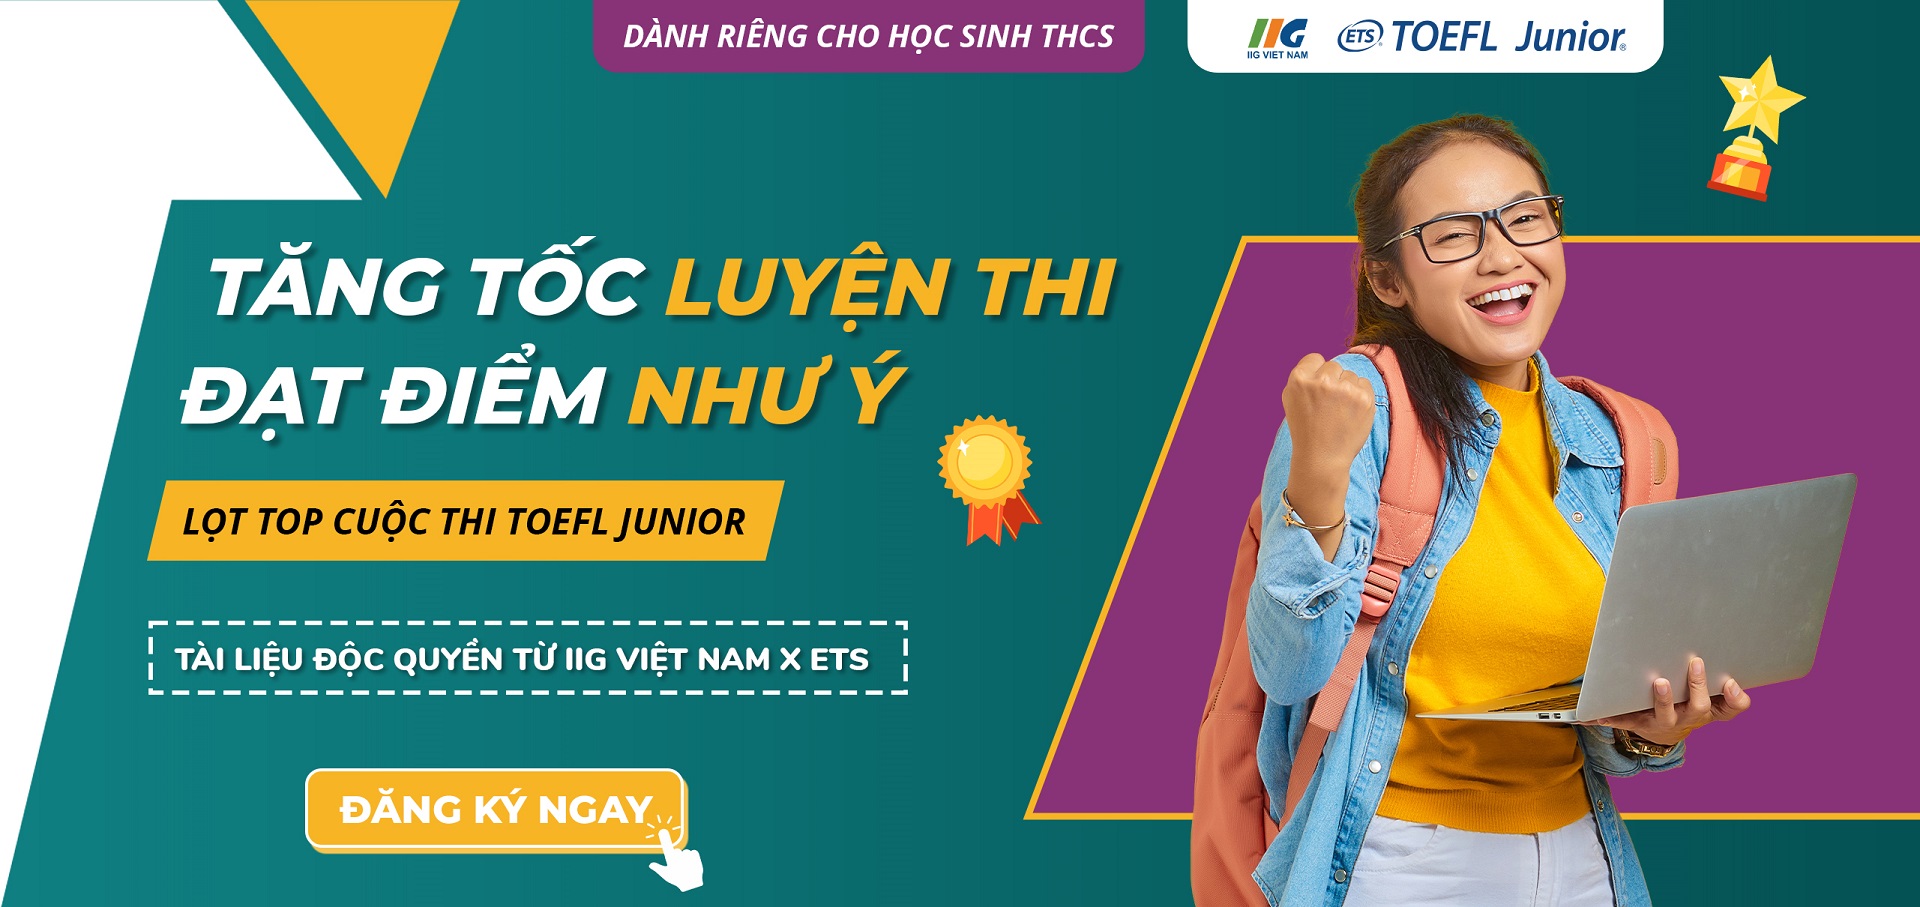 DÀNH RIÊNG CHO HỌC SINH THCS
IIG VIET NAM
ETS® TOEFL Junior®
TĂNG TỐC LUYỆN THI
ĐẠT ĐIỂM NHƯ Ý
LỌT TOP CUỘC THI TOEFL JUNIOR
TÀI LIỆU ĐỘC QUYỀN TỪ IIG VIỆT NAM X ETS
ĐĂNG KÝ NGAY